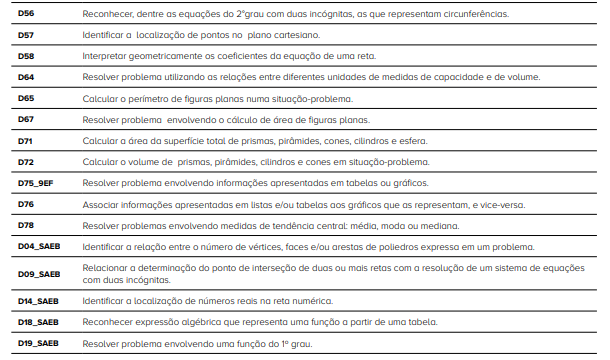 D56 Reconhecer, dentre as equações do 2°grau com duas incógnitas, as que representam circunferências.
D57 Identificar a localização de pontos no plano cartesiano.
D58 Interpretar geometricamente os coeficientes da equação de uma reta.
D64 Resolver problema utilizando as relações entre diferentes unidades de medidas de capacidade e de volume.
D65 Calcular o perímetro de figuras planas numa situação-problema.
D67 Resolver problema envolvendo o cálculo de área de figuras planas.
D71 Calcular a área da superfície total de prismas, pirâmides, cones, cilindros e esfera.
D72 Calcular o volume de prismas, pirâmides, cilindros e cones em situação-problema.
D75_9EF Resolver problema envolvendo informações apresentadas em tabelas ou gráficos.
D76 Associar informações apresentadas em listas e/ou tabelas aos gráficos que as representam, e vice-versa.
D78 Resolver problemas envolvendo medidas de tendência central: média, moda ou mediana.
D04_SAEB Identificar a relação entre o número de vértices, faces e/ou arestas de poliedros expressa em um problema.
D09_SAEB Relacionar a determinação do ponto de interseção de duas ou mais retas com a resolução de um sistema de equações
com duas incógnitas.
D14_SAEB Identificar a localização de números reais na reta numérica.
D18_SAEB Reconhecer expressão algébrica que representa uma função a partir de uma tabela.
D19_SAEB Resolver problema envolvendo uma função do 1º grau.